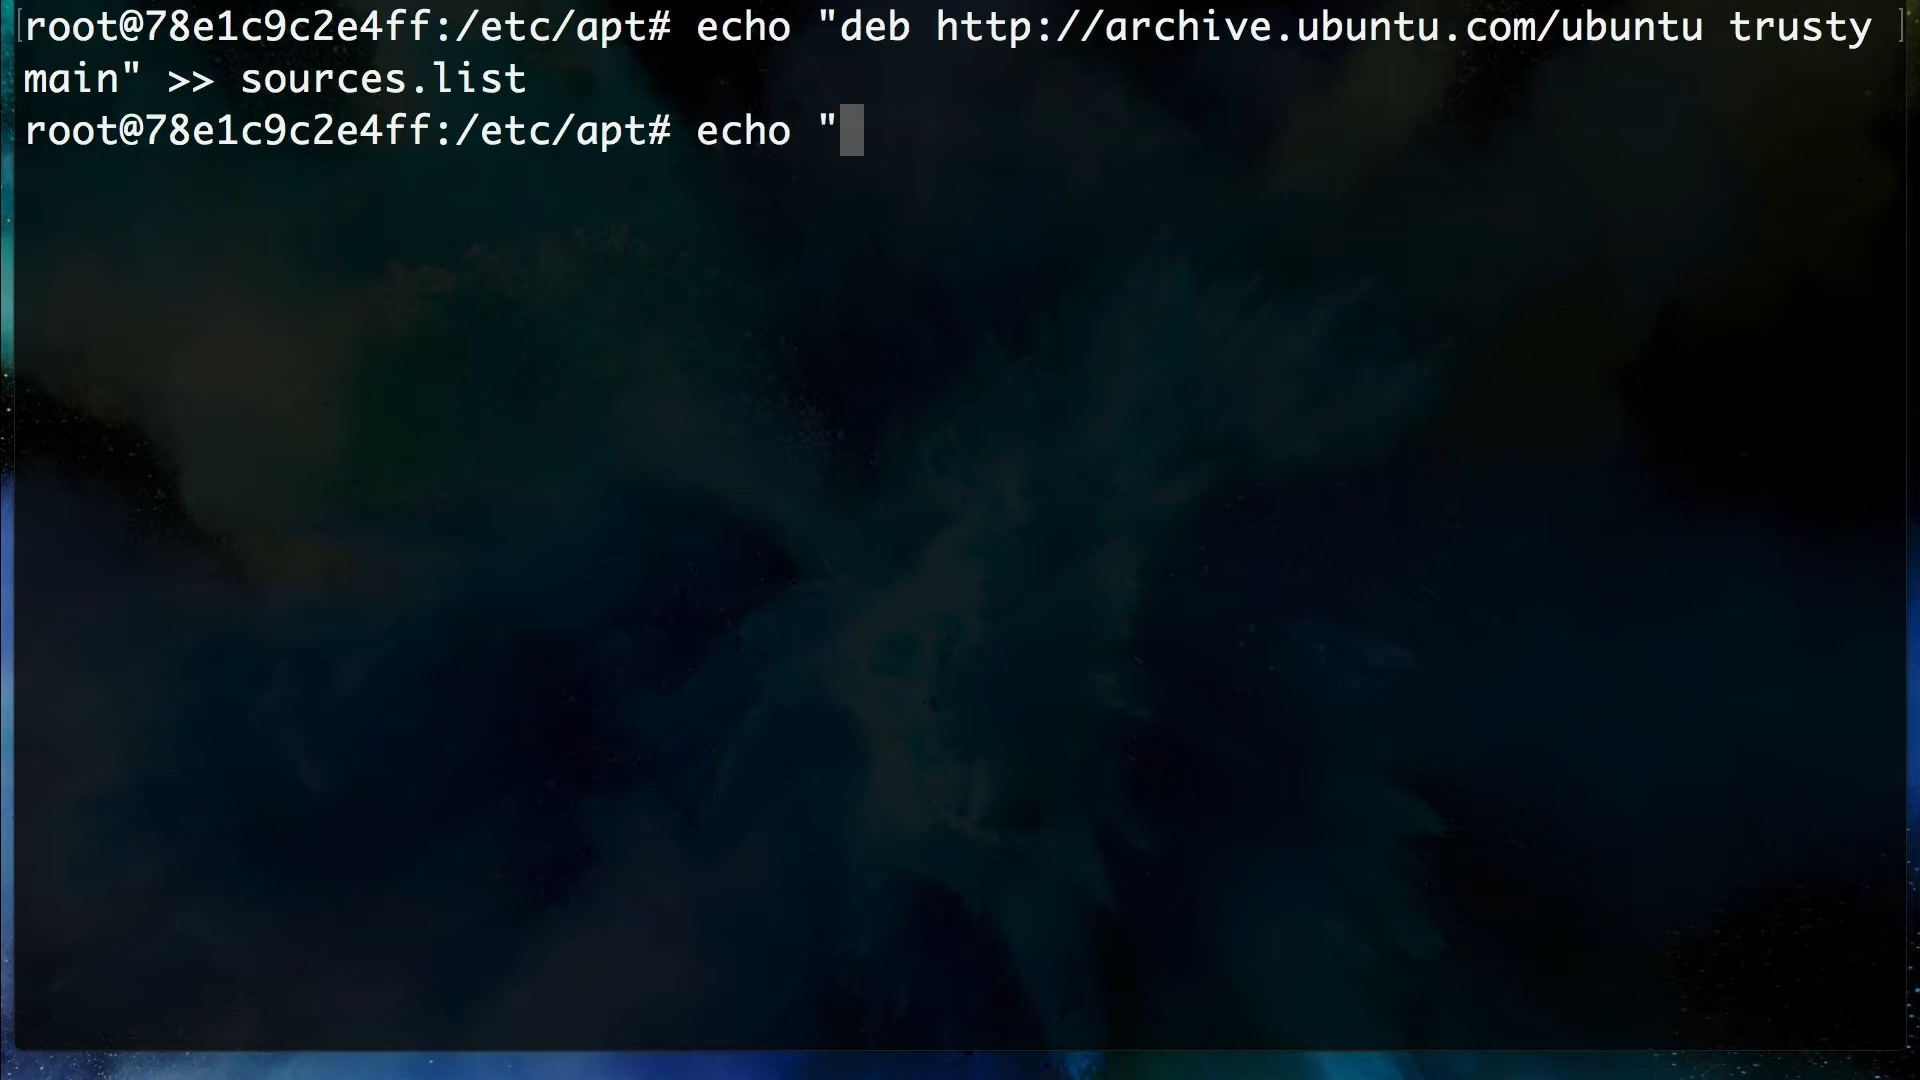 [root@78e1c9c2e4ff:/etc/apt# echo "deb http://archive.ubuntu.com/ubuntu trusty ]
main" >> sources.list
root@78e1c9c2e4ff:/etc/apt# echo "